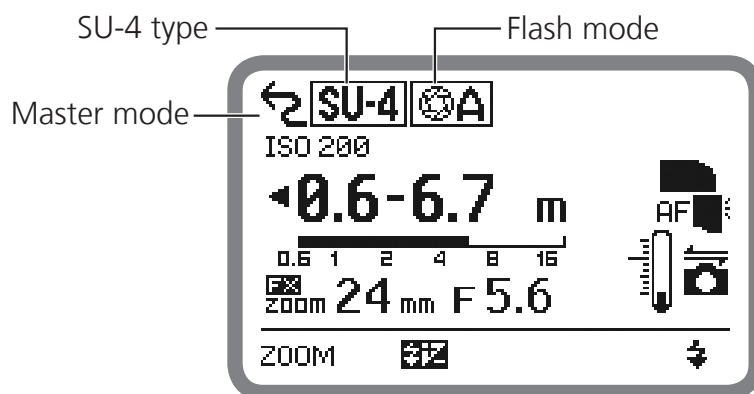 SU-4 type
Flash mode
Master mode
SU-4 A
ISO 200
0.6-6.7 m
AF
0.6 1 2 4 8 16
FX
ZOOM 24 mm F 5.6
ZOOM